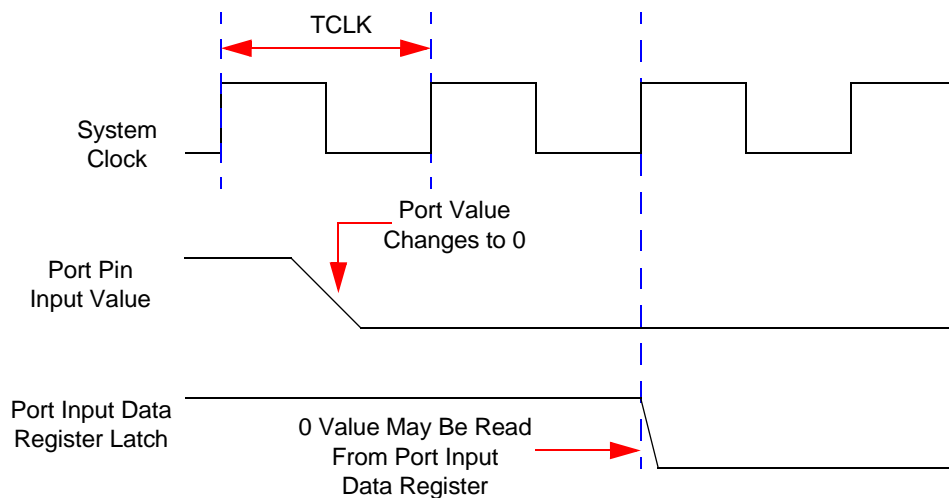 TCLK
System
Clock
Port Value
Changes to 0
Port Pin
Input Value
Port Input Data
Register Latch
0 Value May Be Read
From Port Input
Data Register